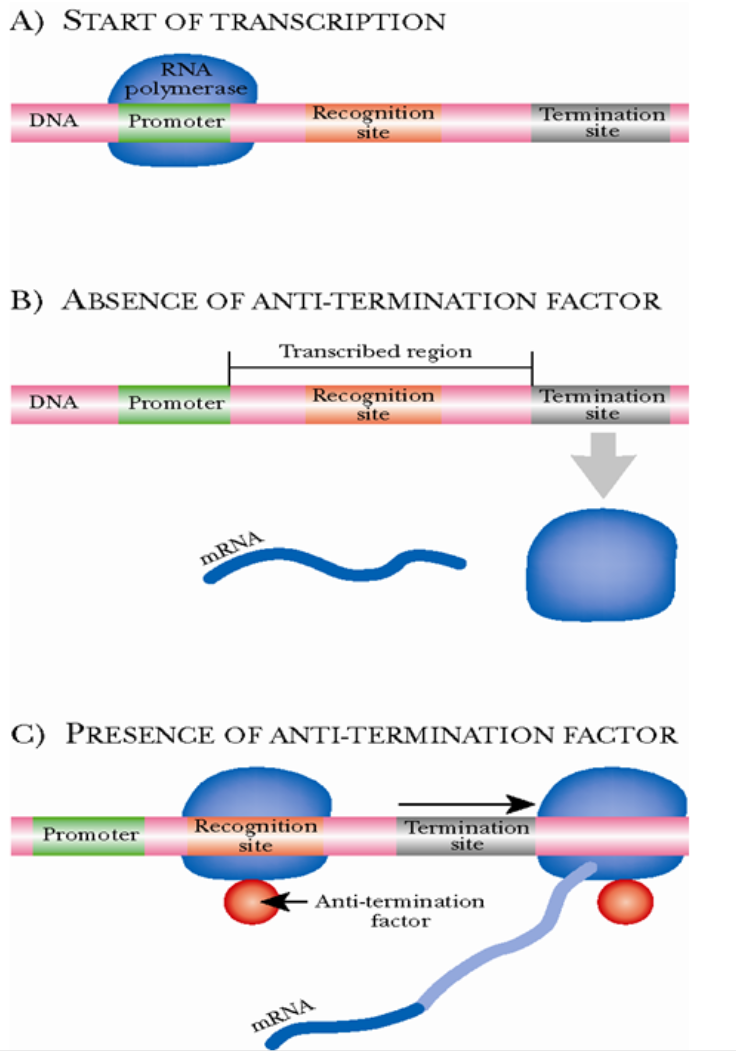 A) START OF TRANSCRIPTION
RNA
polymerase
DNA
Promoter
Recognition
site
Termination
site
B) ABSENCE OF ANTI-TERMINATION FACTOR
Transcribed region
DNA
Promoter
Recognition
site
Termination
site
mRNA
C) PRESENCE OF ANTI-TERMINATION FACTOR
Promoter
Recognition
site
Termination
site
Anti-termination
factor
mRNA